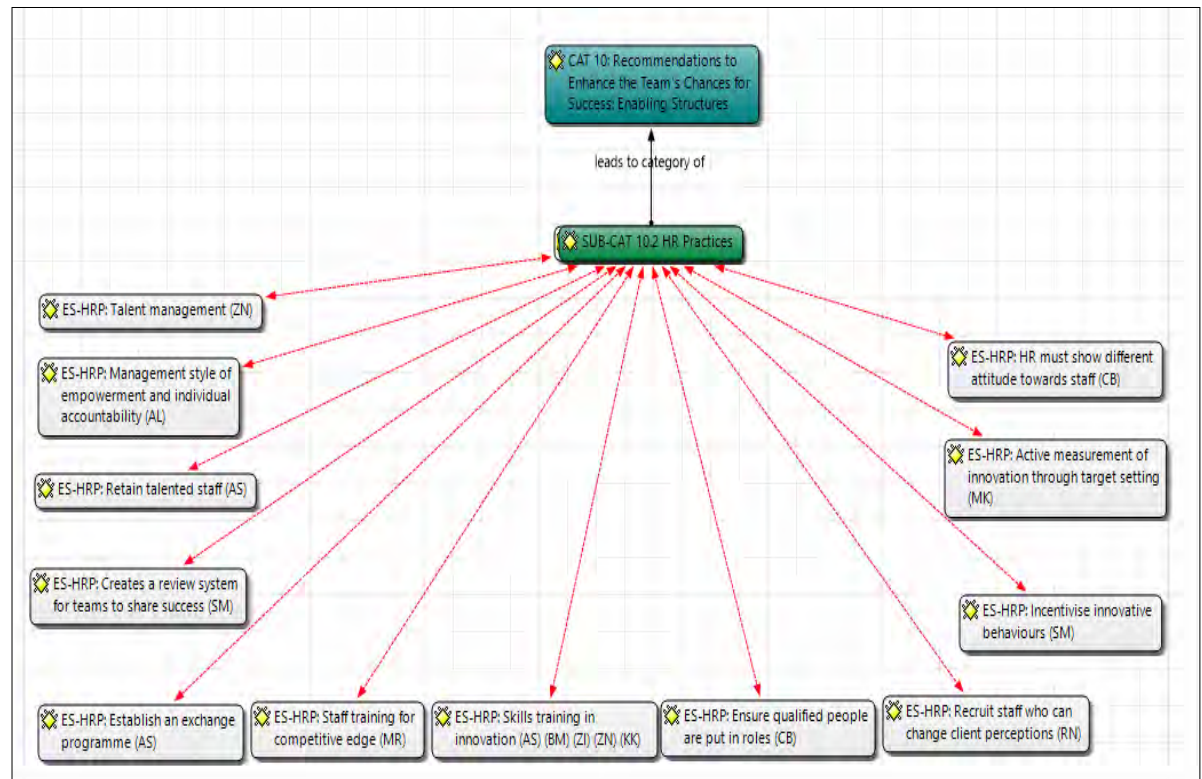 CAT 10: Recommendations to
Enhance the Team's Chances for
Success: Enabling Structures
leads to category of
SUB-CAT 10.2 HR Practices
ES-HRP: Talent management (ZN)
ES-HRP: Management style of
empowerment and individual
accountability (AL)
ES-HRP: Retain talented staff (AS)
ES-HRP: Creates a review system
for teams to share success (SM)
ES-HRP: Establish an exchange
programme (AS)
ES-HRP: Staff training for
competitive edge (MR)
ES-HRP: Skills training in
innovation (AS) (BM) (ZI) (ZN) (KK)
ES-HRP: Ensure qualified people
are put in roles (CB)
ES-HRP: Recruit staff who can
change client perceptions (RN)
ES-HRP: Incentivise innovative
behaviours (SM)
ES-HRP: Active measurement of
innovation through target setting
(MK)
ES-HRP: HR must show different
attitude towards staff (CB)